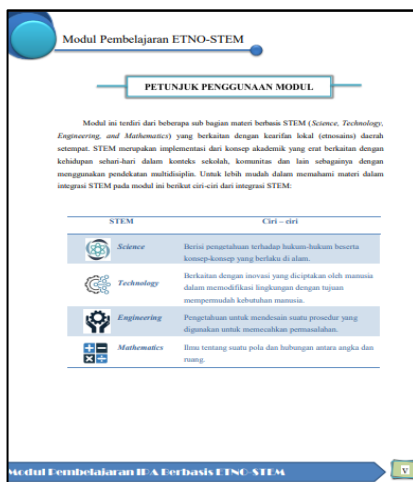 Modul Pembelajaran ETNO-STEM
PETUNJUK PENGGUNAAN MODUL
Modul ini terdiri dari beberapa sub bagian materi berbasis STEM (Science, Technology,
Engineering, and Mathematics) yang berkaitan dengan kearifan lokal (etnosains) daerah
setempat. STEM merupakan implementasi dari konsep akademik yang erat berkaitan dengan
kehidupan sehari-hari dalam konteks sekolah, komunitas dan lain sebagainya dengan
menggunakan pendekatan multidisiplin. Untuk lebih mudah dalam memahami materi dalam
integrasi STEM pada modul ini berikut ciri-ciri dari integrasi STEM:
STEM Ciri – ciri
Science Berisi pengetahuan terhadap hukum-hukum beserta
konsep-konsep yang berlaku di alam.
Technology Berkaitan dengan inovasi yang diciptakan oleh manusia
dalam memodifikasi lingkungan dengan tujuan
mempermudah kebutuhan manusia.
Engineering Pengetahuan untuk mendesain suatu prosedur yang
digunakan untuk memecahkan permasalahan.
Mathematics Ilmu tentang suatu pola dan hubungan antara angka dan
ruang.
Modul Pembelajaran IPA Berbasis ETNO-STEM
V